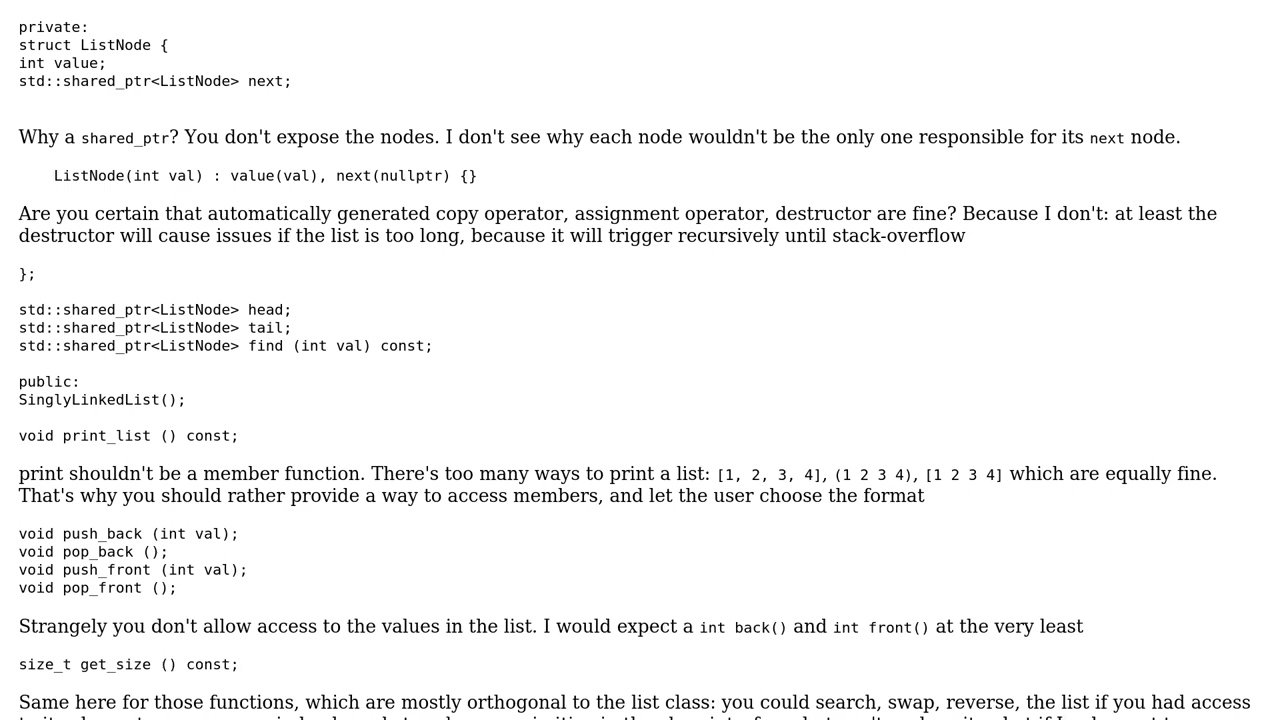 private:
struct ListNode {
int value;
std::shared_ptr<ListNode> next;
Why a shared_ptr? You don't expose the nodes. I don't see why each node wouldn't be the only one responsible for its next node.
ListNode(int val) : value(val), next(nullptr) {}
Are you certain that automatically generated copy operator, assignment operator, destructor are fine? Because I don't: at least the
destructor will cause issues if the list is too long, because it will trigger recursively until stack-overflow
};
std::shared_ptr<ListNode> head;
std::shared_ptr<ListNode> tail;
std::shared_ptr<ListNode> find (int val) const;
public:
SinglyLinkedList();
void print_list () const;
print shouldn't be a member function. There's too many ways to print a list: [1, 2, 3, 4], (1 2 3 4), [1 2 3 4] which are equally fine.
That's why you should rather provide a way to access members, and let the user choose the format
void push_back (int val);
void pop_back ();
void push_front (int val);
void pop_front ();
Strangely you don't allow access to the values in the list. I would expect a int back() and int front() at the very least
size_t get_size () const;
Same here for those functions, which are mostly orthogonal to the list class: you could search, swap, reverse, the list if you had access